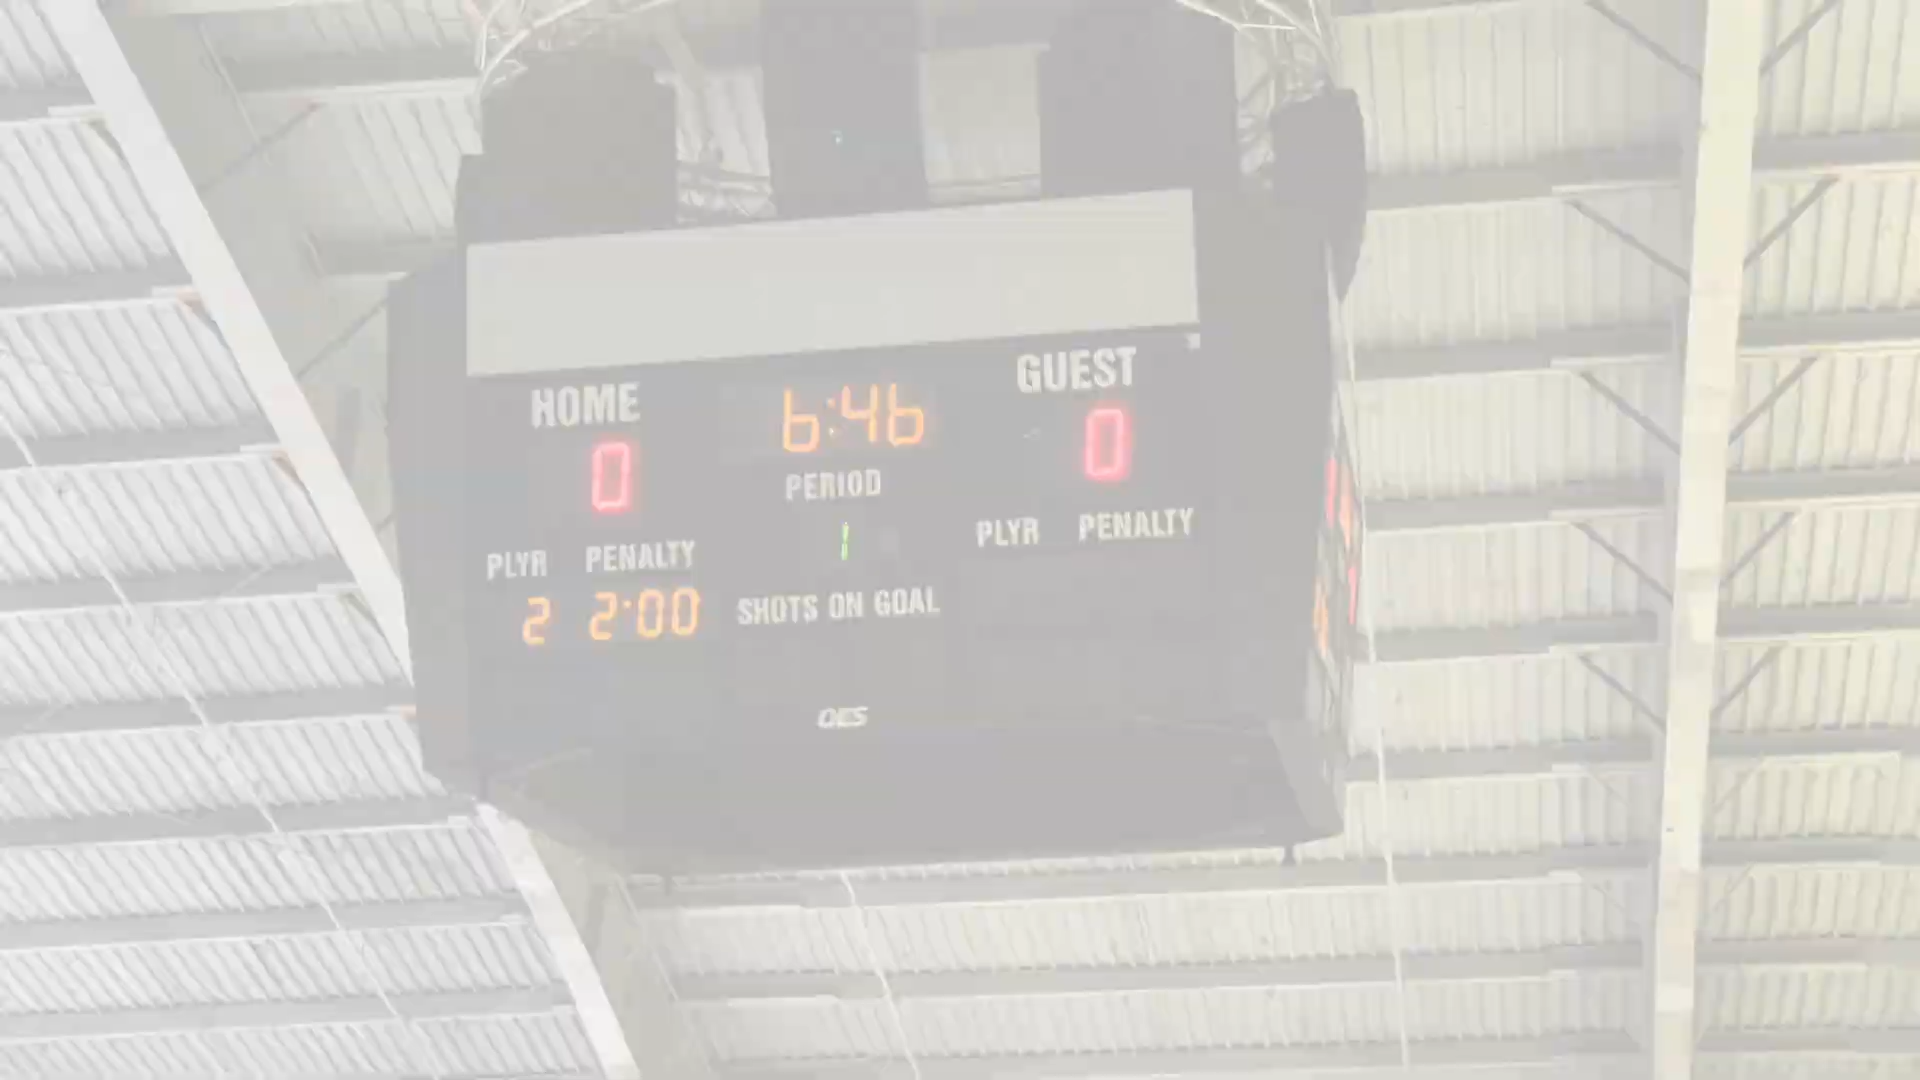 HOME 6:46 GUEST
0 0
PERIOD
1
PLYR PENALTY PLYR PENALTY
2 2:00
SHOTS ON GOAL
OES